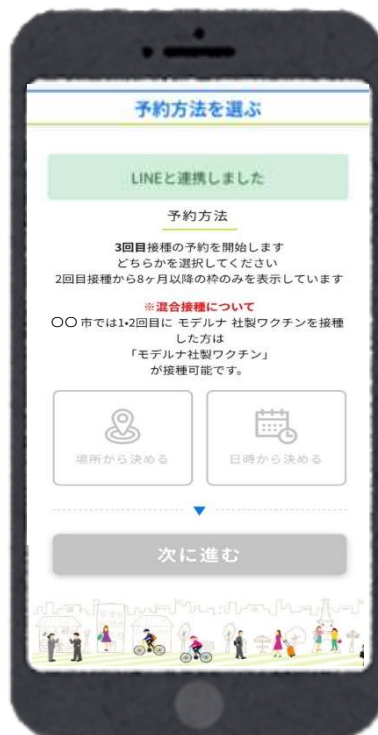 予約方法を選ぶ
LINEと連携しました
予約方法
3回目接種の予約を開始します
どちらかを選択してください
2回目接種から8ヶ月以降の枠のみを表示しています
※混合接種について
〇〇 市では1•2回目に モデルナ 社製ワクチンを接種
した方は
「モデルナ社製ワクチン」
が接種可能です。
場所から決める
日時から決める
次に進む